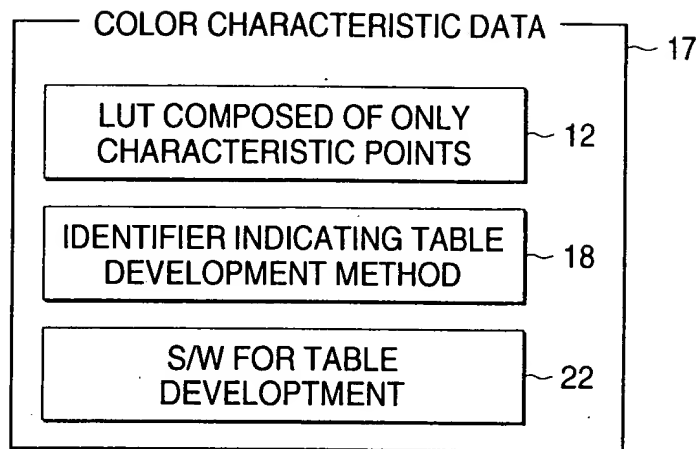 COLOR CHARACTERISTIC DATA
17
LUT COMPOSED OF ONLY
CHARACTERISTIC POINTS
12
IDENTIFIER INDICATING TABLE
DEVELOPMENT METHOD
18
S/W FOR TABLE
DEVELOPTMENT
22